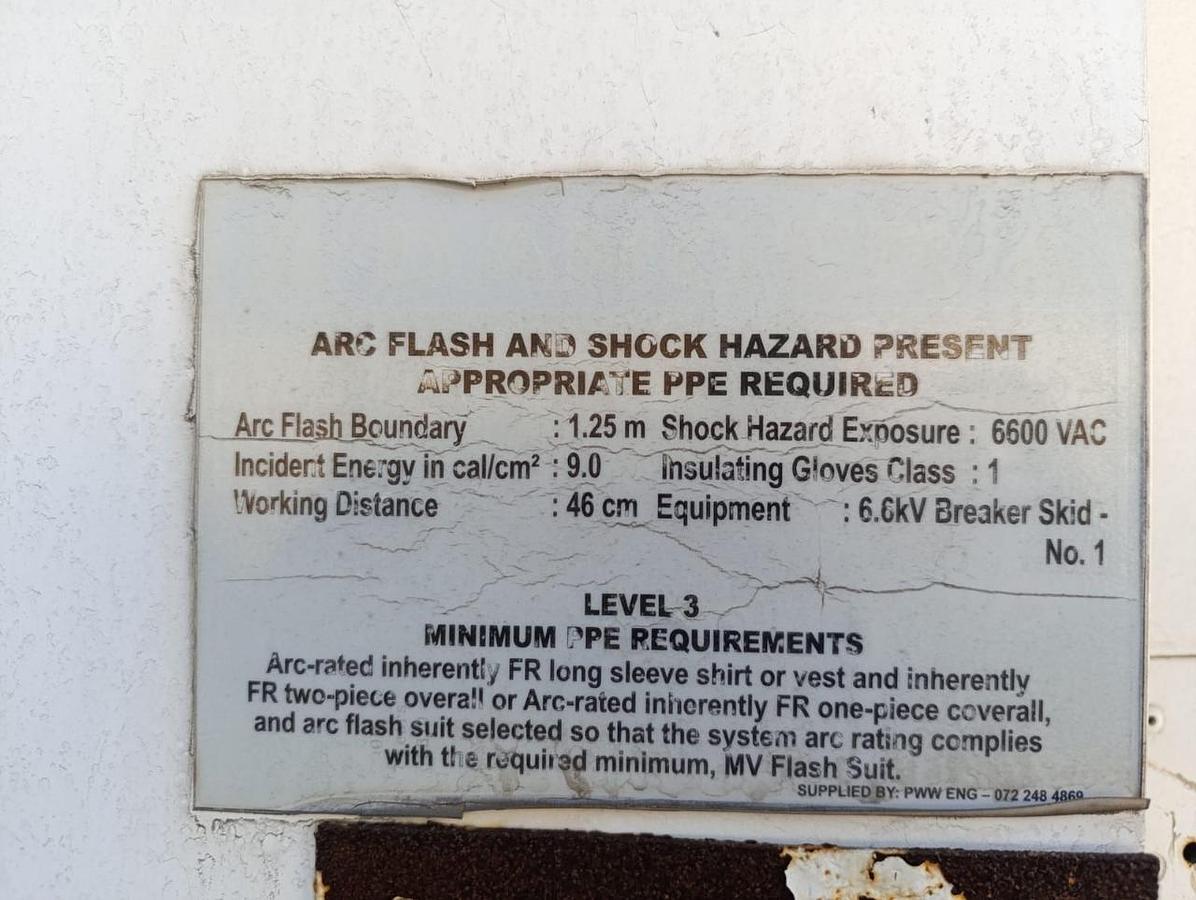 ARC FLASH AND SHOCK HAZARD PRESENT
APPROPRIATE PPE REQUIRED
Arc Flash Boundary : 1.25 m Shock Hazard Exposure : 6600 VAC
Incident Energy in cal/cm² : 9.0 Insulating Gloves Class : 1
Working Distance : 46 cm Equipment : 6.6kV Breaker Skid -
No. 1
LEVEL 3
MINIMUM PPE REQUIREMENTS
Arc-rated inherently FR long sleeve shirt or vest and inherently
FR two-piece overall or Arc-rated inherently FR one-piece coverall,
and arc flash suit selected so that the system arc rating complies
with the required minimum, MV Flash Suit.
SUPPLIED BY: PWW ENG – 072 248 4869